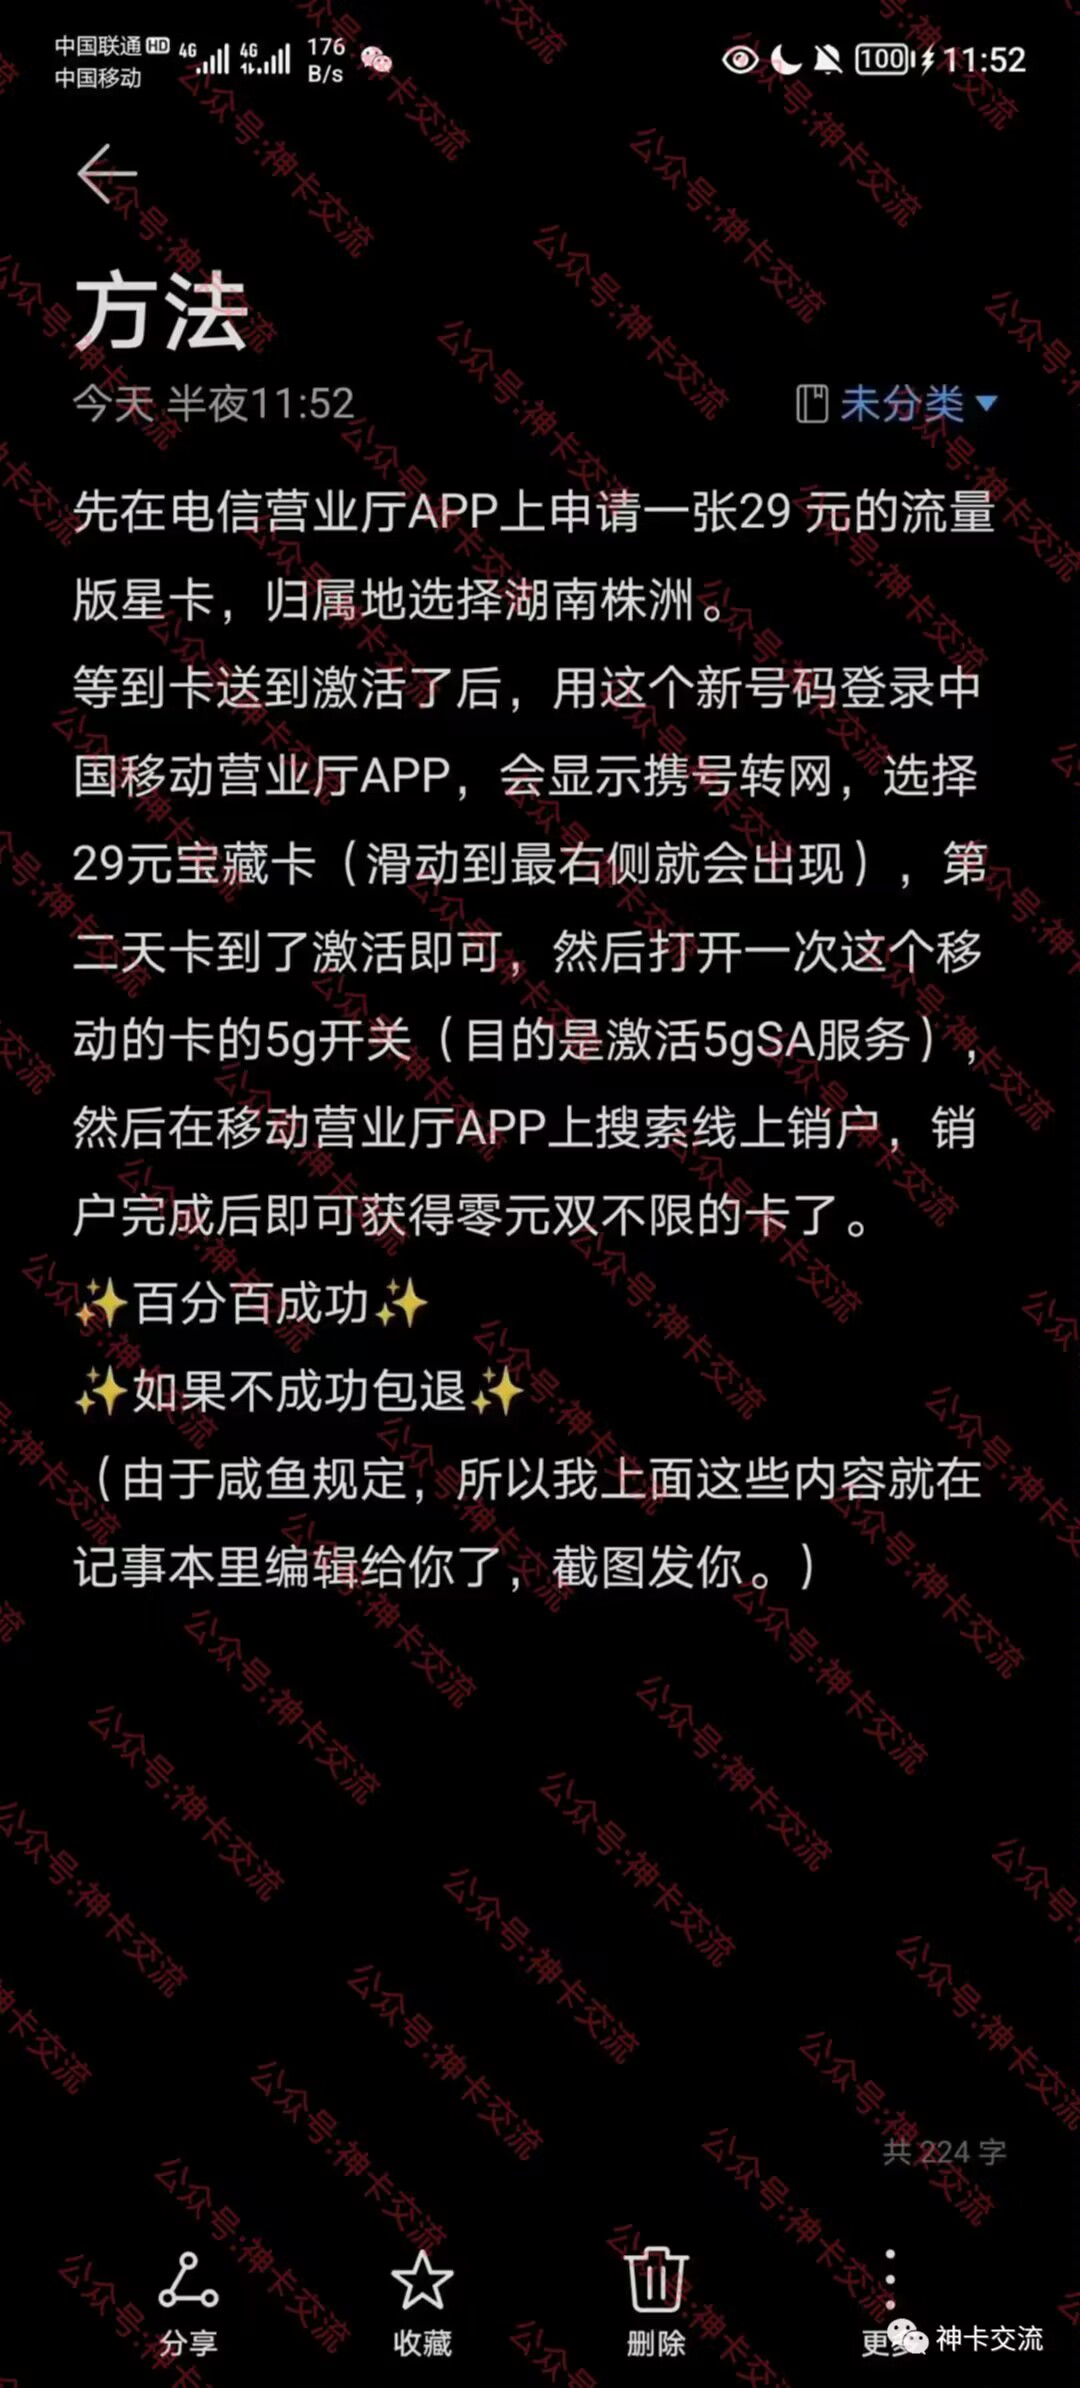 中国联通HD 4G 4G 176 B/s 100 11:52
中国移动
方法
今天 半夜11:52 未分类
先在电信营业厅APP上申请一张29 元的流量
版星卡，归属地选择湖南株洲。
等到卡送到激活了后，用这个新号码登录中
国移动营业厅APP，会显示携号转网，选择
29元宝藏卡（滑动到最右侧就会出现），第
二天卡到了激活即可，然后打开一次这个移
动的卡的5g开关（目的是激活5gSA服务），
然后在移动营业厅APP上搜索线上销户，销
户完成后即可获得零元双不限的卡了。
✨百分百成功✨
✨如果不成功包退✨
（由于咸鱼规定，所以我上面这些内容就在
记事本里编辑给你了，截图发你。）
共 224 字
分享 收藏 删除 更多
神卡交流
公众号:神卡交流